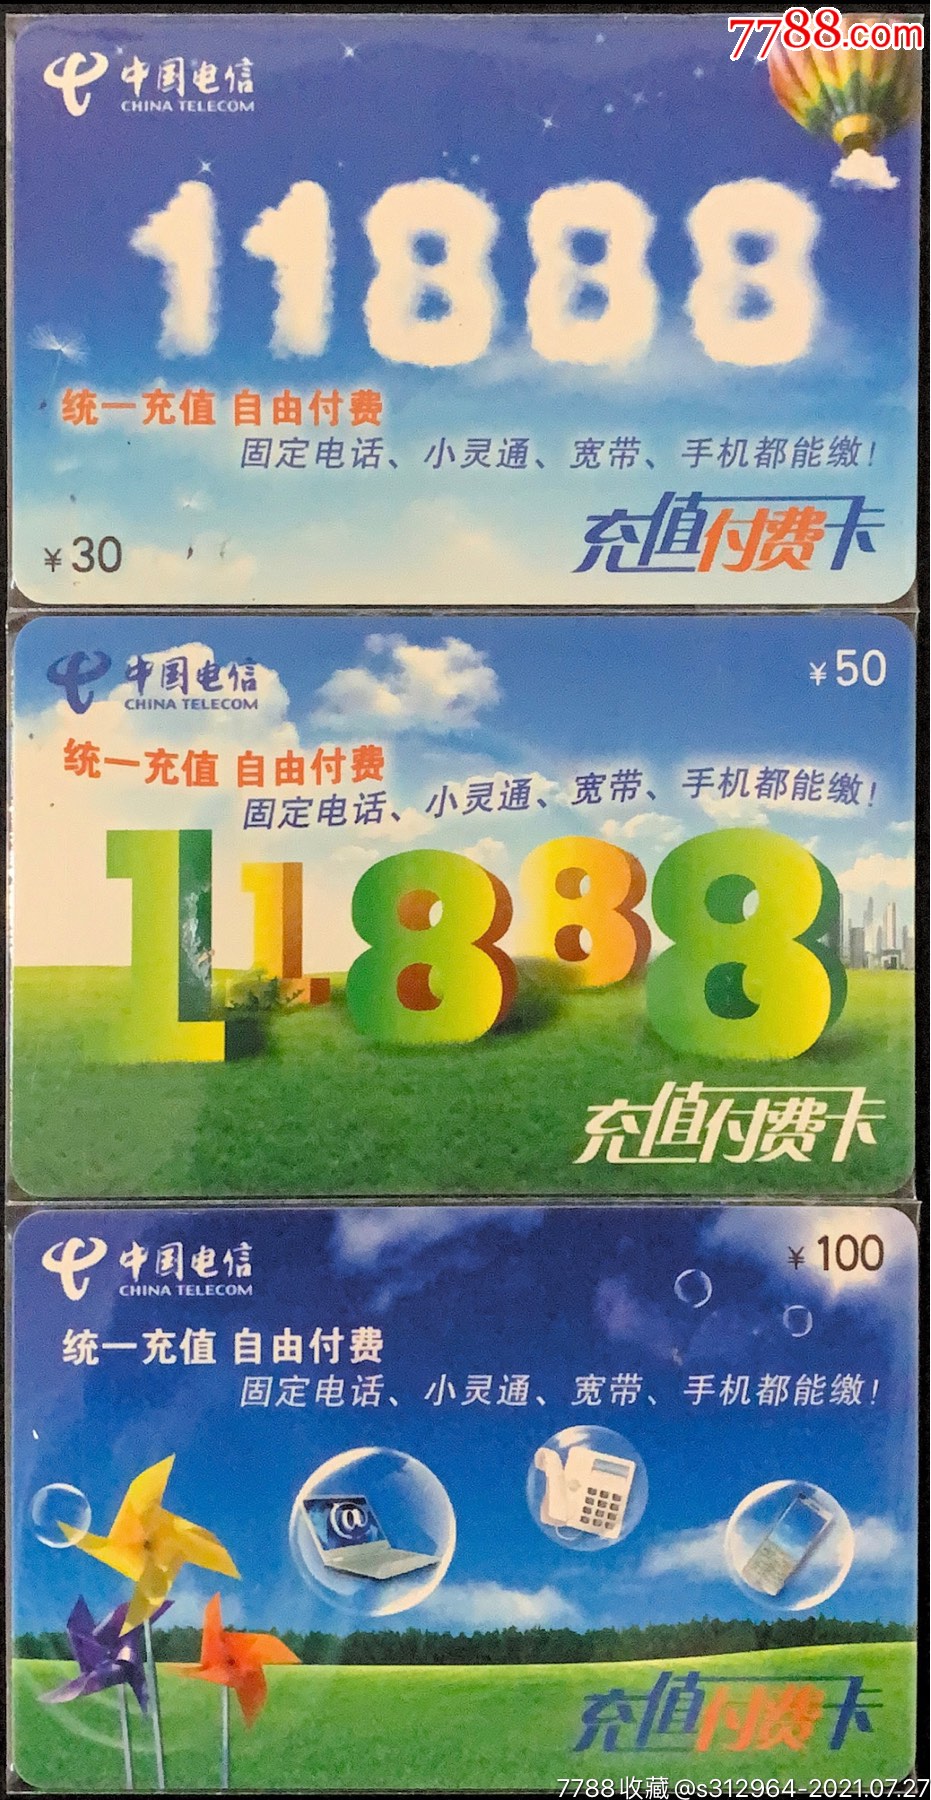 7788.com
中国电信
CHINA TELECOM
11888
统一充值 自由付费
固定电话、小灵通、宽带、手机都能缴!
¥30
充值付费卡
中国电信
CHINA TELECOM
¥50
统一充值 自由付费
固定电话、小灵通、宽带、手机都能缴!
11888
充值付费卡
中国电信
CHINA TELECOM
¥100
统一充值 自由付费
固定电话、小灵通、宽带、手机都能缴!
@
充值付费卡
7788收藏@s312964-2021.07.27